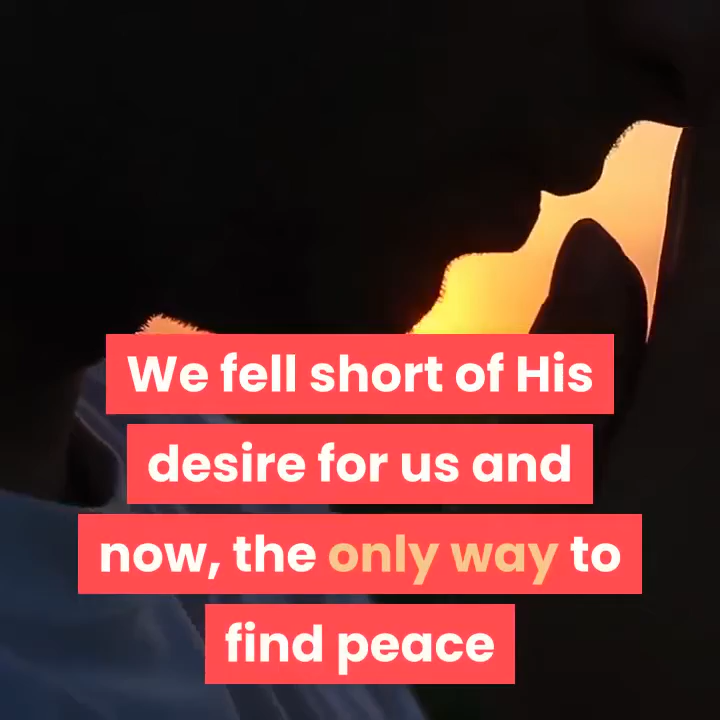 We fell short of His
desire for us and
now, the only way to
find peace